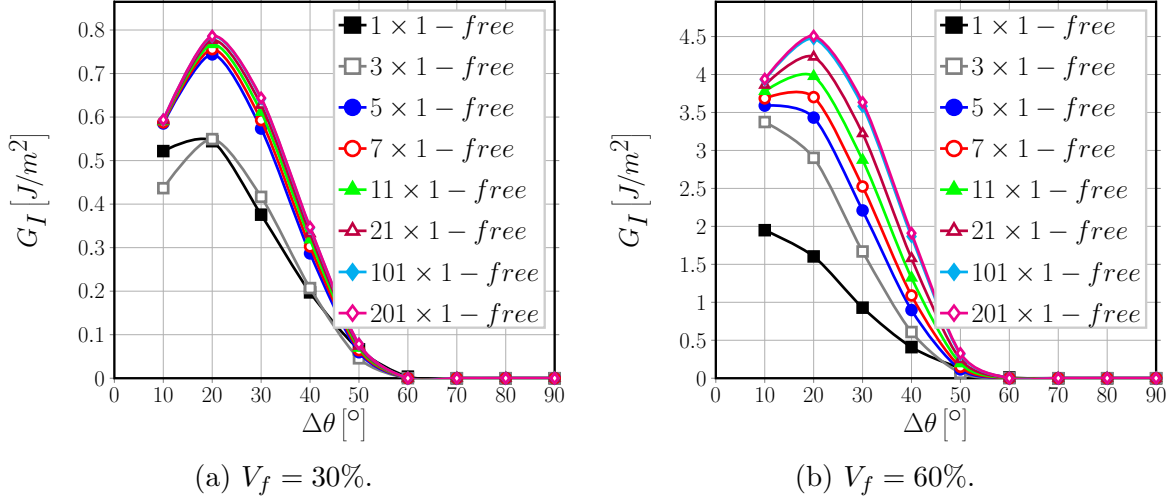 0.8
0.7
0.6
0.5
0.4
0.3
0.2
0.1
0
G_I [J/m^2]
0 10 20 30 40 50 60 70 80 90
Δθ [°]
1 × 1 − free
3 × 1 − free
5 × 1 − free
7 × 1 − free
11 × 1 − free
21 × 1 − free
101 × 1 − free
201 × 1 − free
(a) V_f = 30%.
4.5
4
3.5
3
2.5
2
1.5
1
0.5
0
G_I [J/m^2]
0 10 20 30 40 50 60 70 80 90
Δθ [°]
1 × 1 − free
3 × 1 − free
5 × 1 − free
7 × 1 − free
11 × 1 − free
21 × 1 − free
101 × 1 − free
201 × 1 − free
(b) V_f = 60%.